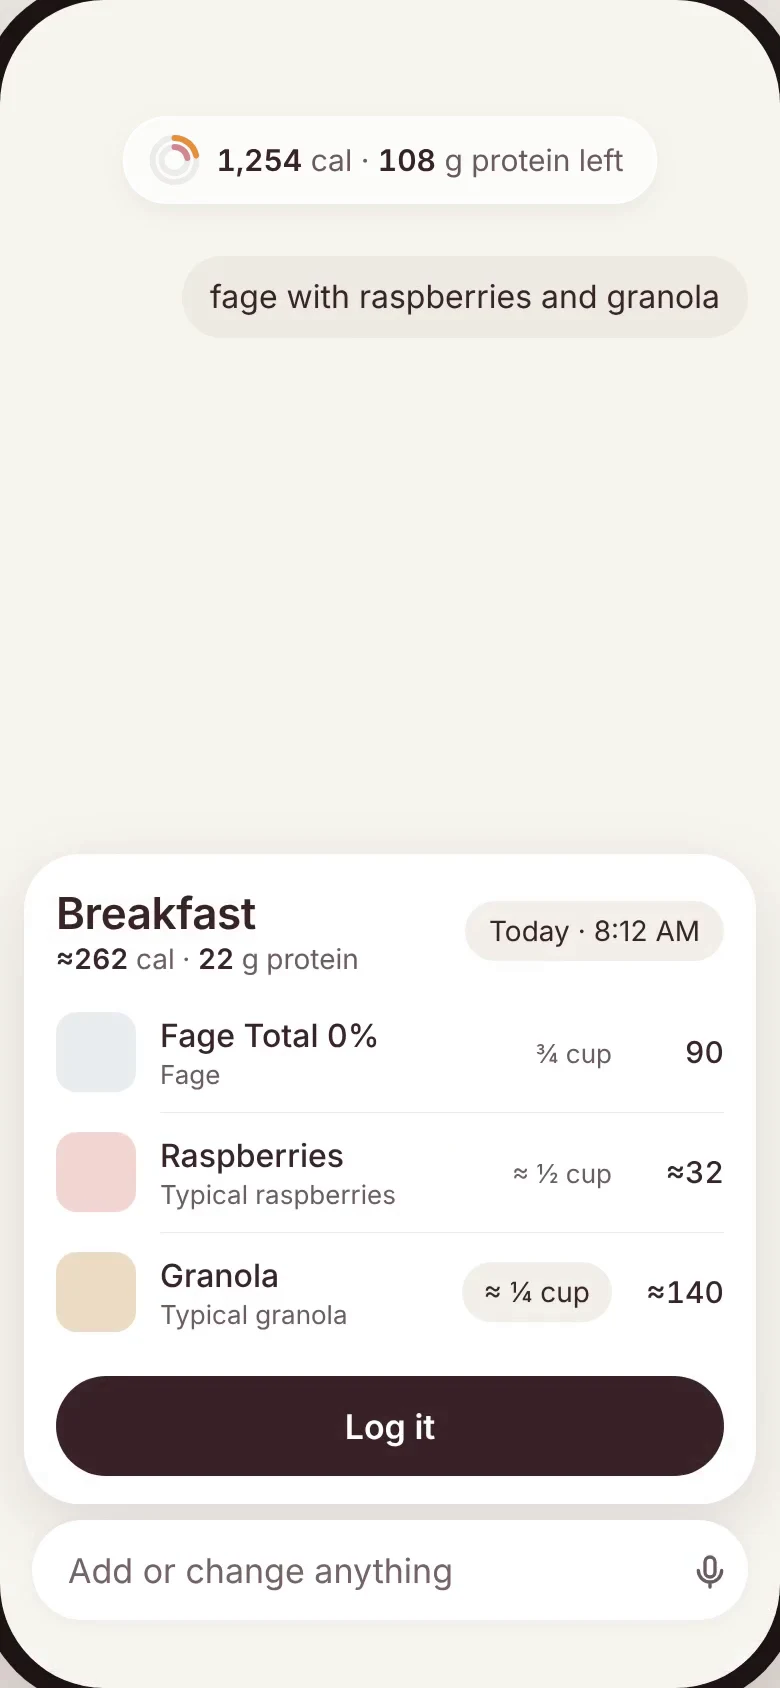 1,254 cal · 108 g protein left
fage with raspberries and granola
Breakfast
Today · 8:12 AM
≈262 cal · 22 g protein
Fage Total 0%
Fage
¾ cup
90
Raspberries
Typical raspberries
≈ ½ cup
≈32
Granola
Typical granola
≈ ¼ cup
≈140
Log it
Add or change anything